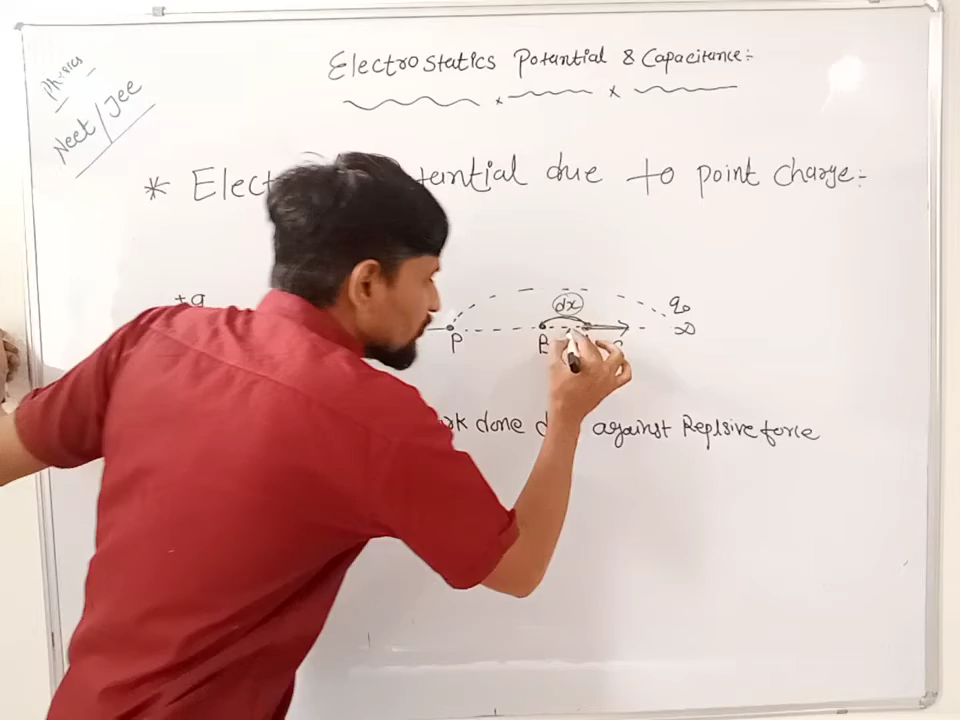 Physics
Neet/Jee
Electrostatics Potential & Capacitance:-
* Elect tential due to point charge:-
+q
dx
q₀
P B ∞
done against Replsive force